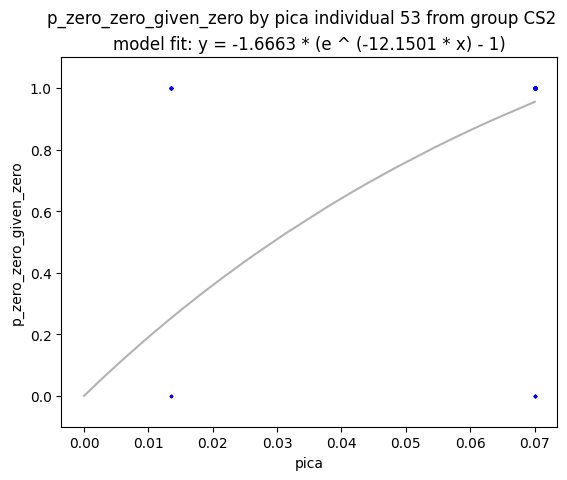 p_zero_zero_given_zero by pica individual 53 from group CS2
model fit: y = -1.6663 * (e ^ (-12.1501 * x) - 1)
1.0
0.8
0.6
0.4
0.2
0.0
p_zero_zero_given_zero
0.00 0.01 0.02 0.03 0.04 0.05 0.06 0.07
pica